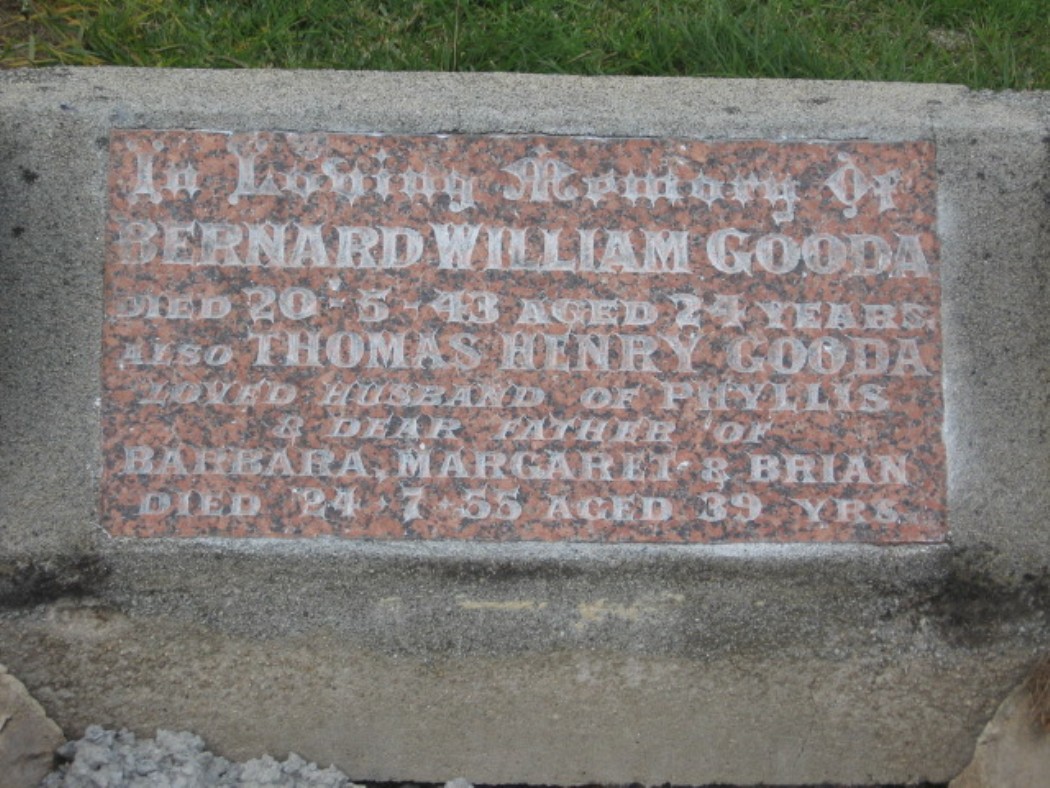 In Loving Memory Of
BERNARD WILLIAM GOODA
DIED 20-5-43 AGED 24 YEARS.
ALSO THOMAS HENRY GOODA
LOVED HUSBAND OF PHYLLIS
& DEAR FATHER OF
BARBARA, MARGARET & BRIAN
DIED 24-7-55 AGED 39 YRS.